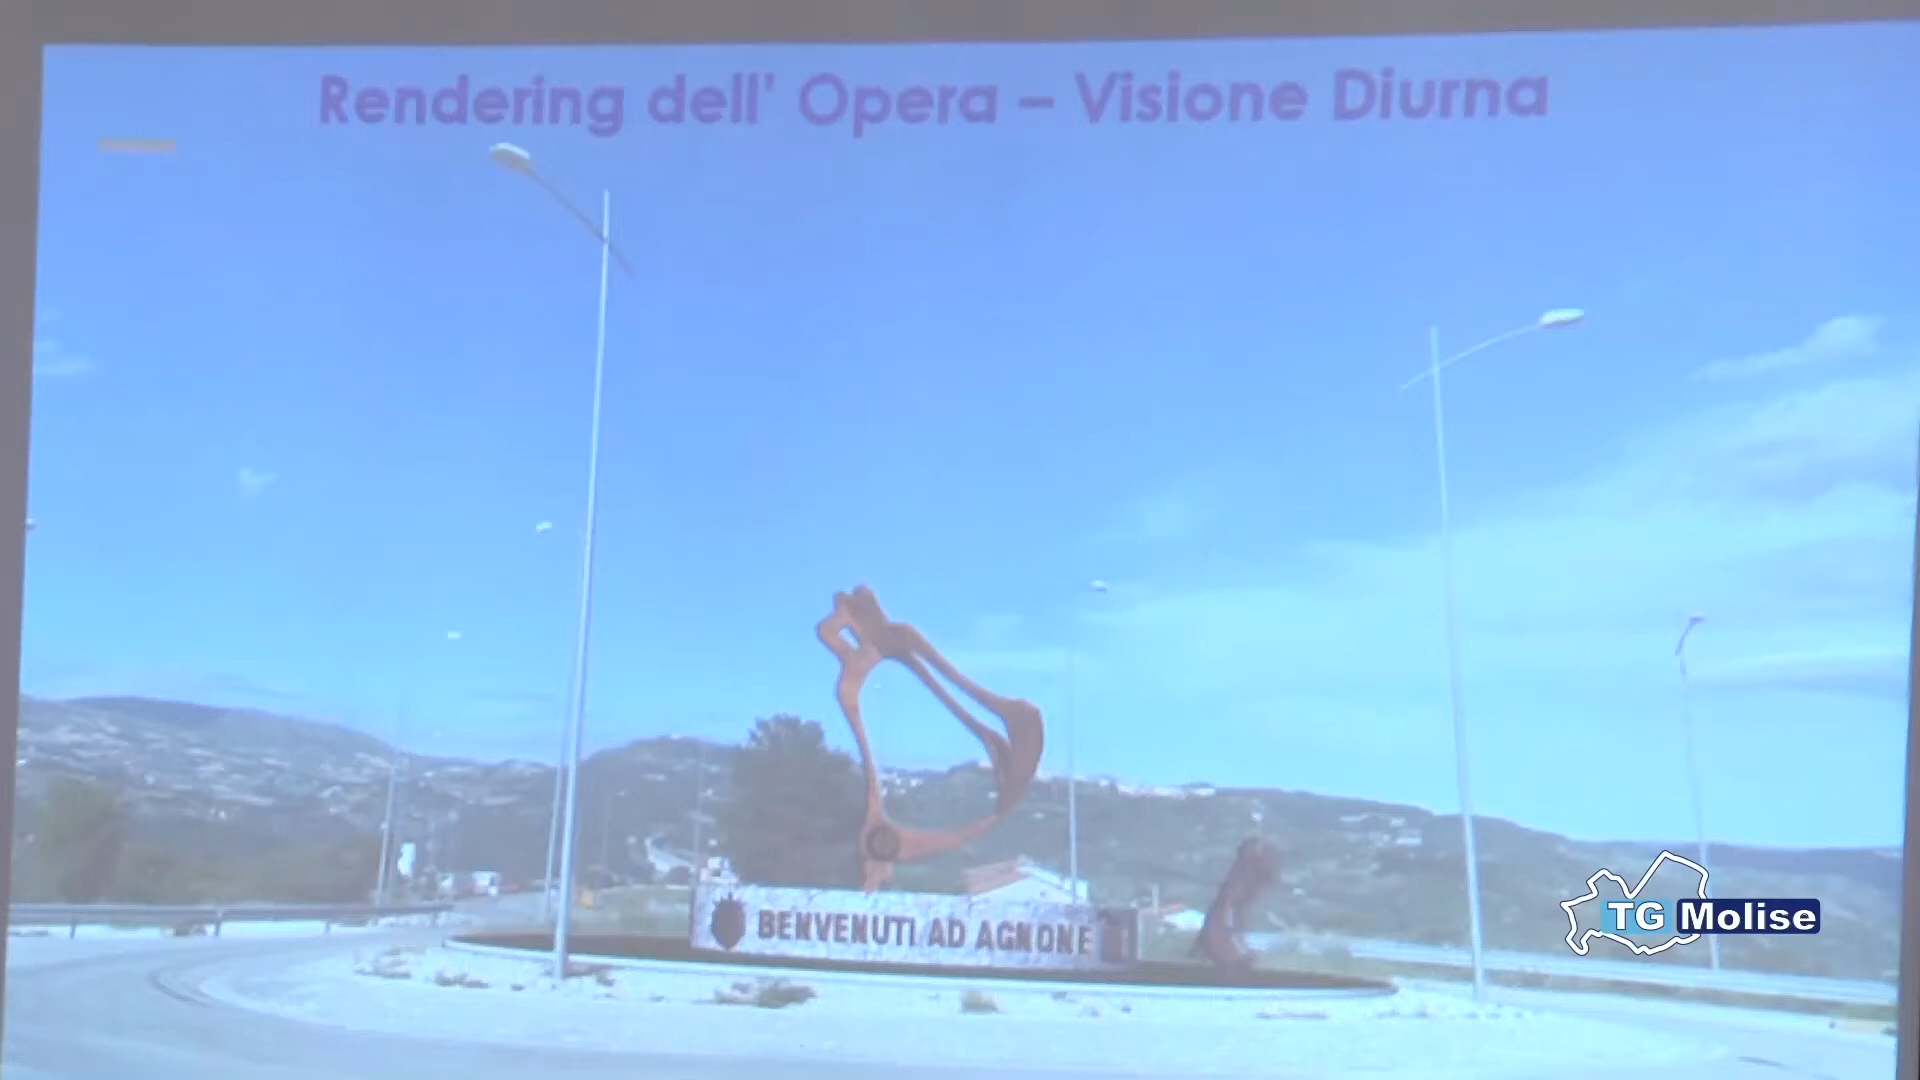 Rendering dell' Opera – Visione Diurna
BENVENUTI AD AGNONE
TG Molise